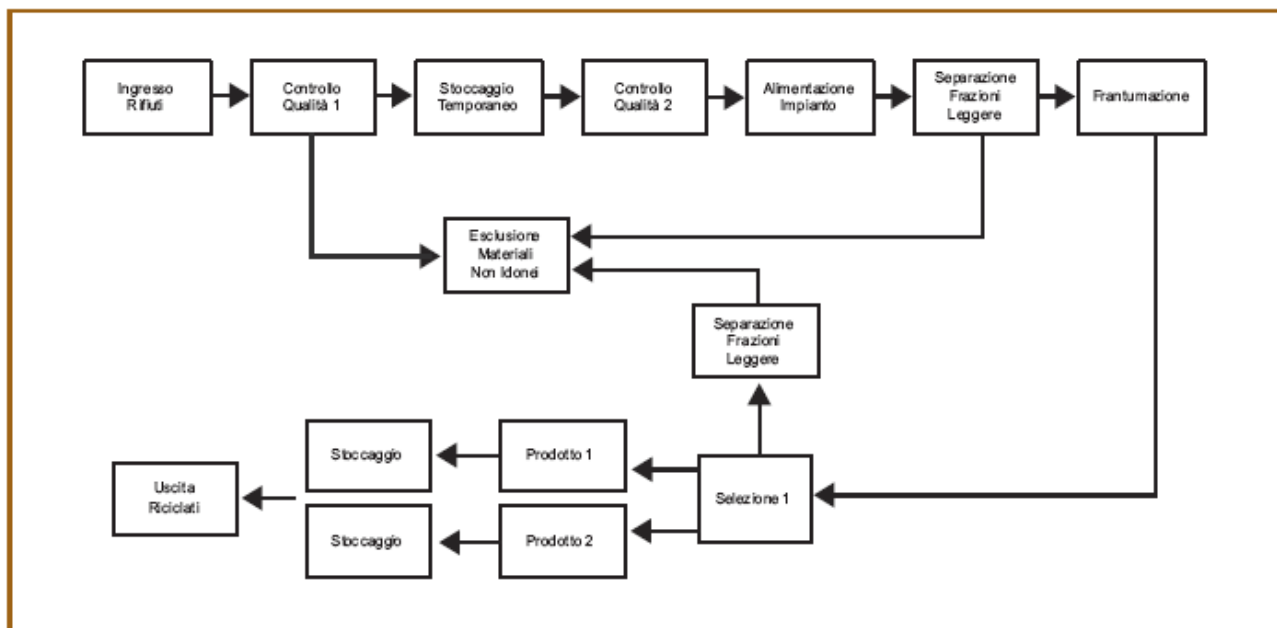 Ingresso
Rifiuti
Controllo
Qualità 1
Stoccaggio
Temporaneo
Controllo
Qualità 2
Alimentazione
Impianto
Separazione
Frazioni
Leggere
Frantumazione
Esclusione
Materiali
Non Idonei
Separazione
Frazioni
Leggere
Stoccaggio
Prodotto 1
Uscita
Riciclati
Selezione 1
Stoccaggio
Prodotto 2